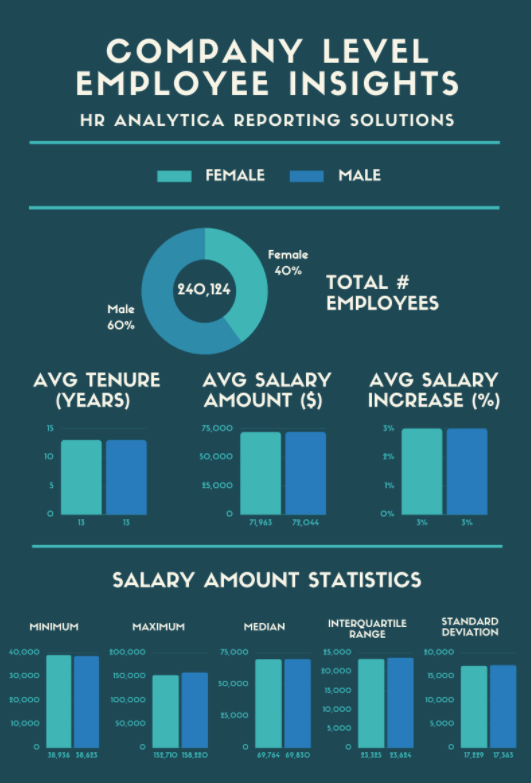 COMPANY LEVEL
EMPLOYEE INSIGHTS
HR ANALYTICA REPORTING SOLUTIONS
FEMALE MALE
Female
40%
240,124
Male
60%
TOTAL #
EMPLOYEES
AVG TENURE
(YEARS)
15
10
5
0
13 13
AVG SALARY
AMOUNT ($)
75,000
50,000
25,000
0
71,963 72,044
AVG SALARY
INCREASE (%)
3%
2%
1%
0%
3% 3%
SALARY AMOUNT STATISTICS
MINIMUM
40,000
30,000
20,000
10,000
0
38,936 38,623
MAXIMUM
200,000
150,000
100,000
50,000
0
152,710 158,220
MEDIAN
75,000
50,000
25,000
0
69,764 69,830
INTERQUARTILE
RANGE
25,000
20,000
15,000
10,000
5,000
0
23,325 23,624
STANDARD
DEVIATION
20,000
15,000
10,000
5,000
0
17,229 17,363